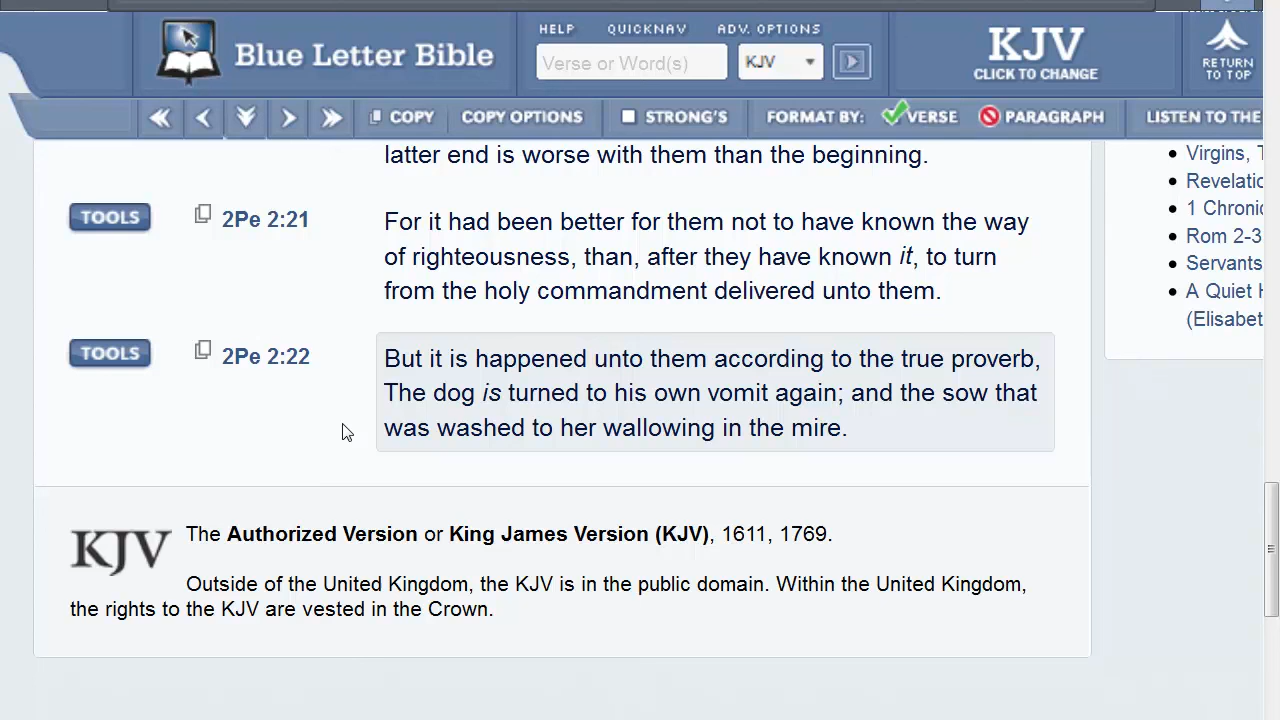 HELP QUICKNAV ADV. OPTIONS
Blue Letter Bible
Verse or Word(s)
KJV
KJV
CLICK TO CHANGE
RETURN
TO TOP
COPY COPY OPTIONS STRONG'S FORMAT BY: VERSE PARAGRAPH LISTEN TO THE
latter end is worse with them than the beginning.
TOOLS 2Pe 2:21
For it had been better for them not to have known the way
of righteousness, than, after they have known it, to turn
from the holy commandment delivered unto them.
TOOLS 2Pe 2:22
But it is happened unto them according to the true proverb,
The dog is turned to his own vomit again; and the sow that
was washed to her wallowing in the mire.
Virgins,
1 Chroni
Rom 2-3
Servants
A Quiet
(Elisabet
KJV
The Authorized Version or King James Version (KJV), 1611, 1769.
Outside of the United Kingdom, the KJV is in the public domain. Within the United Kingdom,
the rights to the KJV are vested in the Crown.